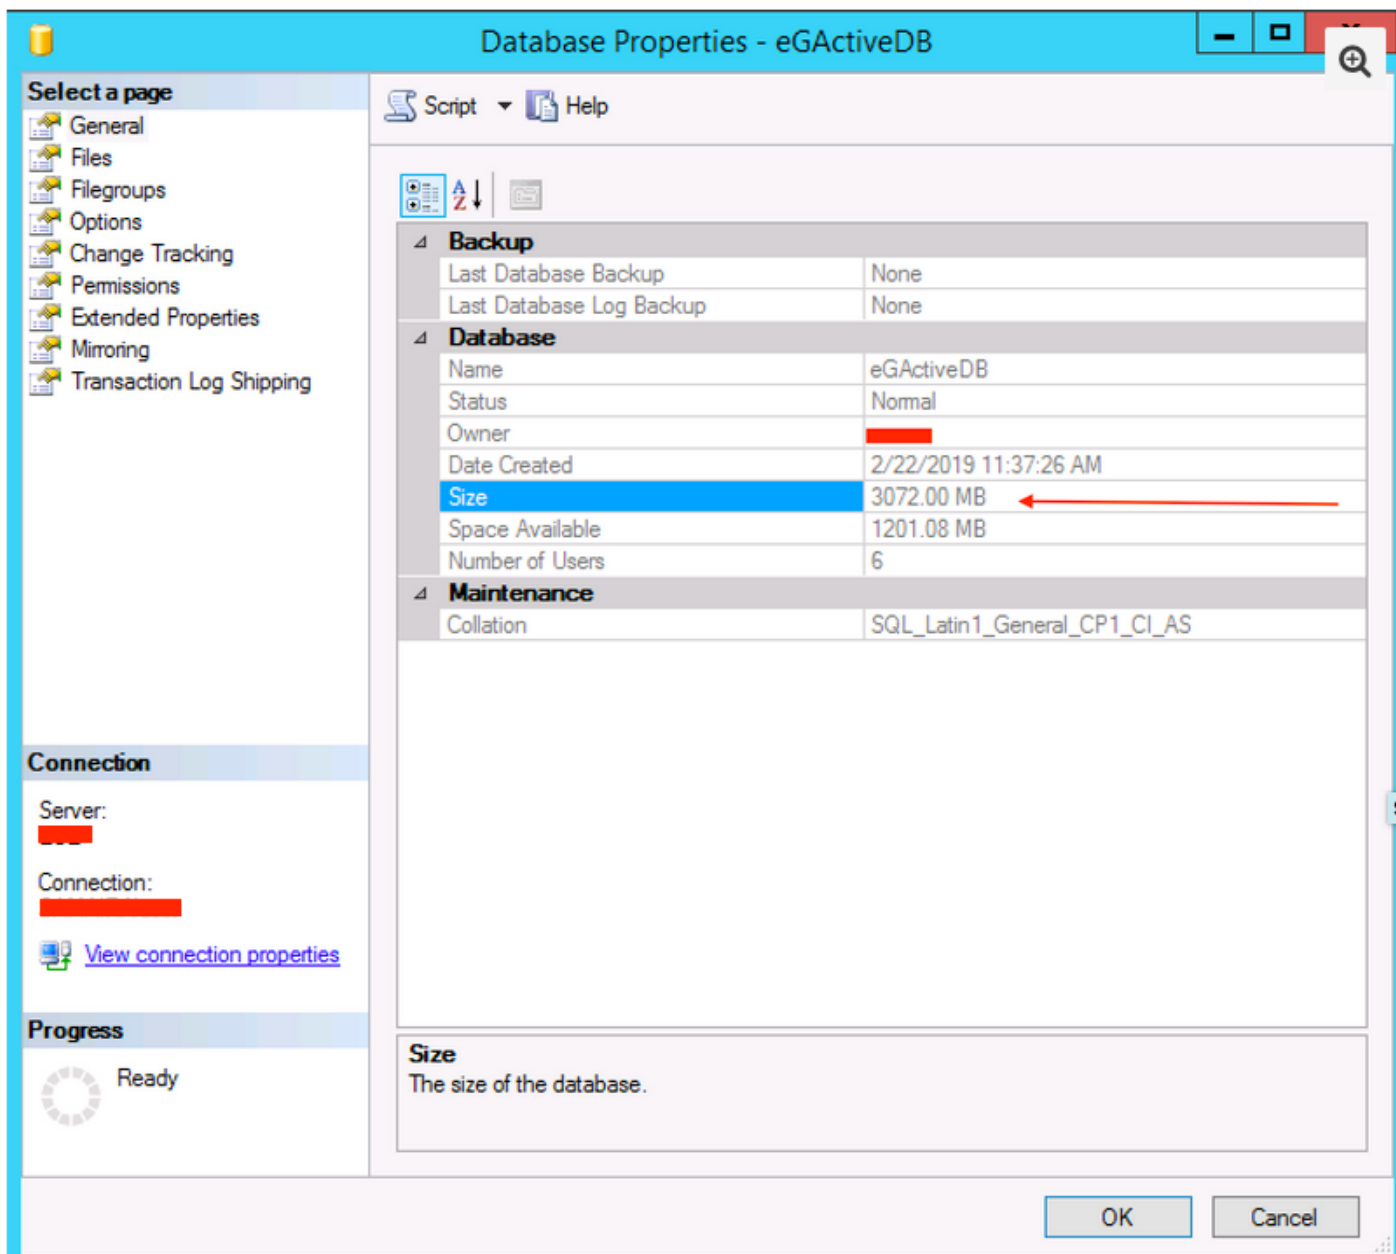 Database Properties - eGActiveDB
Select a page
General
Files
Filegroups
Options
Change Tracking
Permissions
Extended Properties
Mirroring
Transaction Log Shipping
Script Help
Backup
Last Database Backup None
Last Database Log Backup None
Database
Name eGActiveDB
Status Normal
Owner
Date Created 2/22/2019 11:37:26 AM
Size 3072.00 MB
Space Available 1201.08 MB
Number of Users 6
Maintenance
Collation SQL_Latin1_General_CP1_CI_AS
Connection
Server:
Connection:
View connection properties
Progress
Ready
Size
The size of the database.
OK Cancel